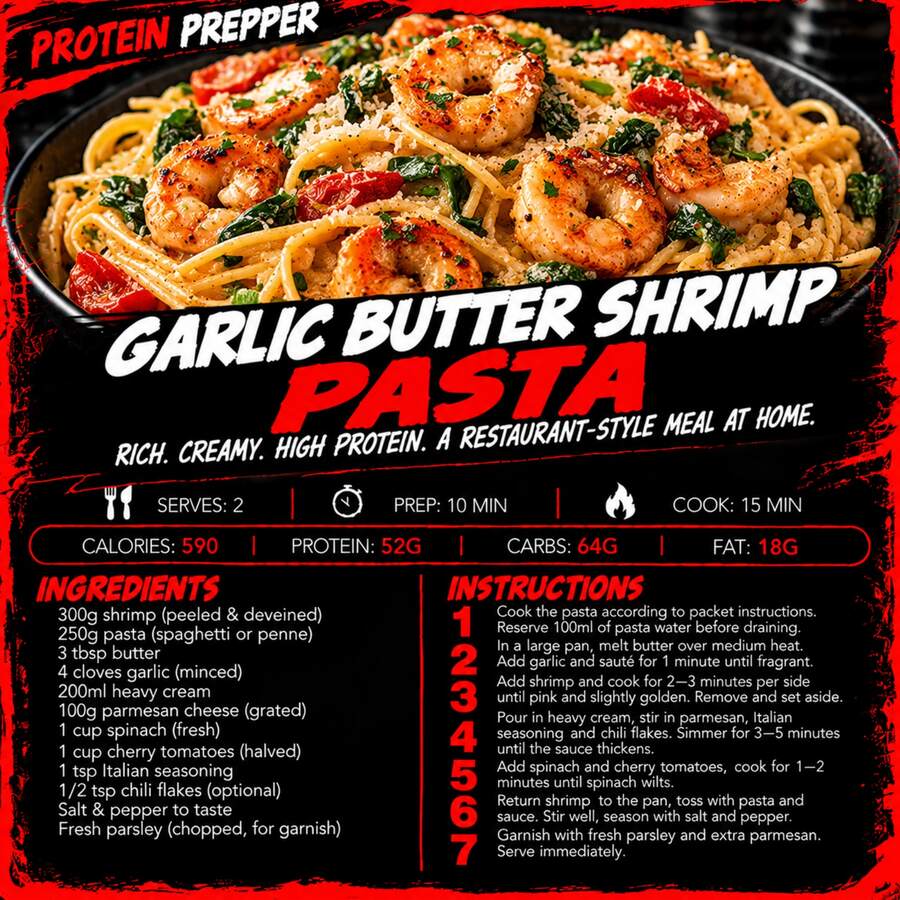 PROTEIN PREPPER
GARLIC BUTTER SHRIMP
PASTA
RICH. CREAMY. HIGH PROTEIN. A RESTAURANT-STYLE MEAL AT HOME.
SERVES: 2 | PREP: 10 MIN | COOK: 15 MIN
CALORIES: 590 | PROTEIN: 52G | CARBS: 64G | FAT: 18G
INGREDIENTS
300g shrimp (peeled & deveined)
250g pasta (spaghetti or penne)
3 tbsp butter
4 cloves garlic (minced)
200ml heavy cream
100g parmesan cheese (grated)
1 cup spinach (fresh)
1 cup cherry tomatoes (halved)
1 tsp Italian seasoning
1/2 tsp chili flakes (optional)
Salt & pepper to taste
Fresh parsley (chopped, for garnish)
INSTRUCTIONS
1 Cook the pasta according to packet instructions.
Reserve 100ml of pasta water before draining.
2 In a large pan, melt butter over medium heat.
Add garlic and sauté for 1 minute until fragrant.
3 Add shrimp and cook for 2–3 minutes per side
until pink and slightly golden. Remove and set aside.
4 Pour in heavy cream, stir in parmesan, Italian
seasoning and chili flakes. Simmer for 3–5 minutes
until the sauce thickens.
5 Add spinach and cherry tomatoes, cook for 1–2
minutes until spinach wilts.
6 Return shrimp to the pan, toss with pasta and
sauce. Stir well, season with salt and pepper.
7 Garnish with fresh parsley and extra parmesan.
Serve immediately.